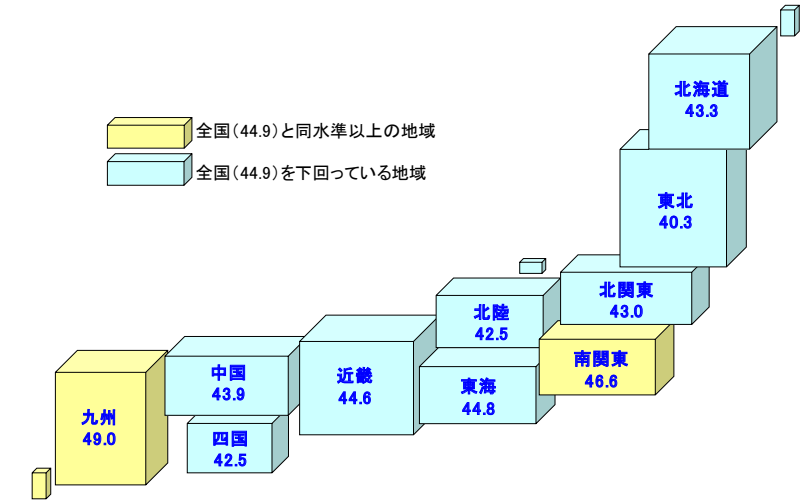 全国(44.9)と同水準以上の地域
全国(44.9)を下回っている地域
北海道
43.3
東北
40.3
北関東
43.0
北陸
42.5
南関東
46.6
東海
44.8
近畿
44.6
中国
43.9
四国
42.5
九州
49.0